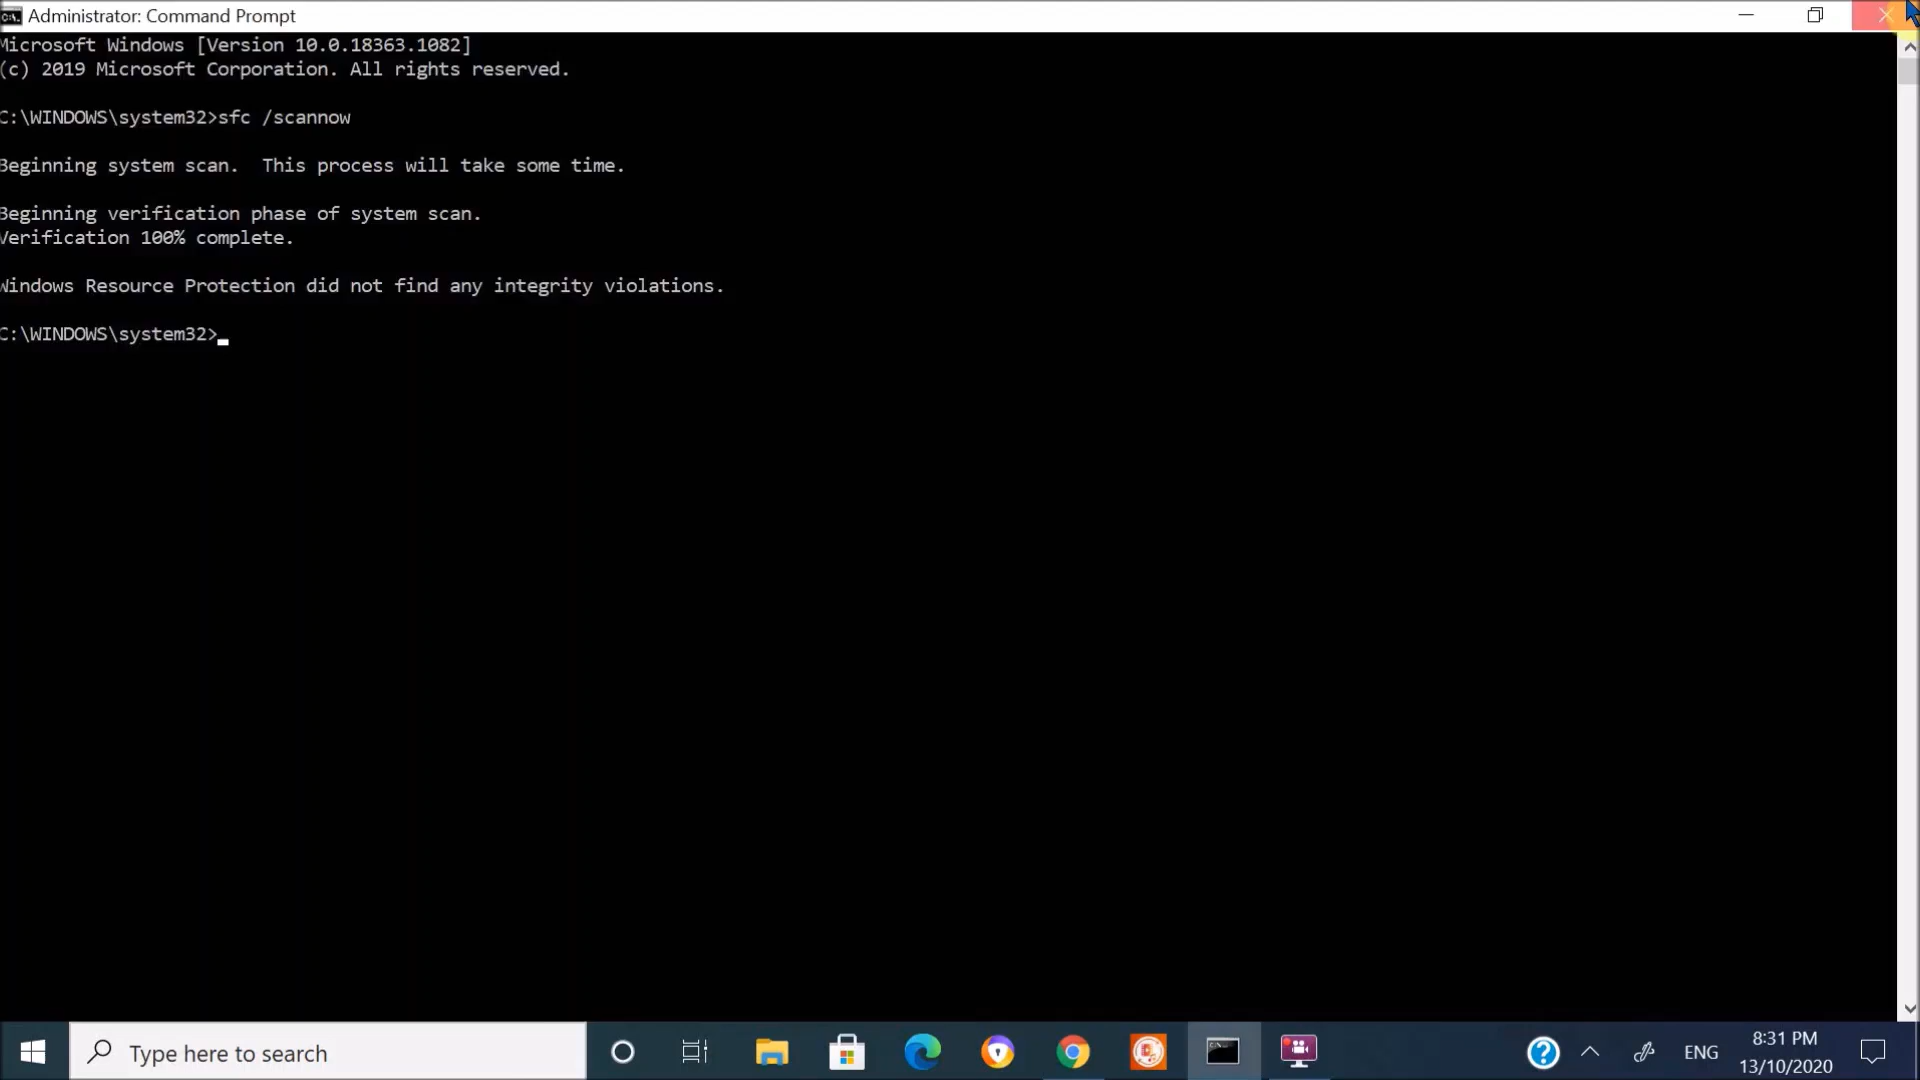 Administrator: Command Prompt
Microsoft Windows [Version 10.0.18363.1082]
(c) 2019 Microsoft Corporation. All rights reserved.
C:\WINDOWS\system32>sfc /scannow
Beginning system scan.  This process will take some time.
Beginning verification phase of system scan.
Verification 100% complete.
Windows Resource Protection did not find any integrity violations.
C:\WINDOWS\system32>
Type here to search
ENG
8:31 PM
13/10/2020